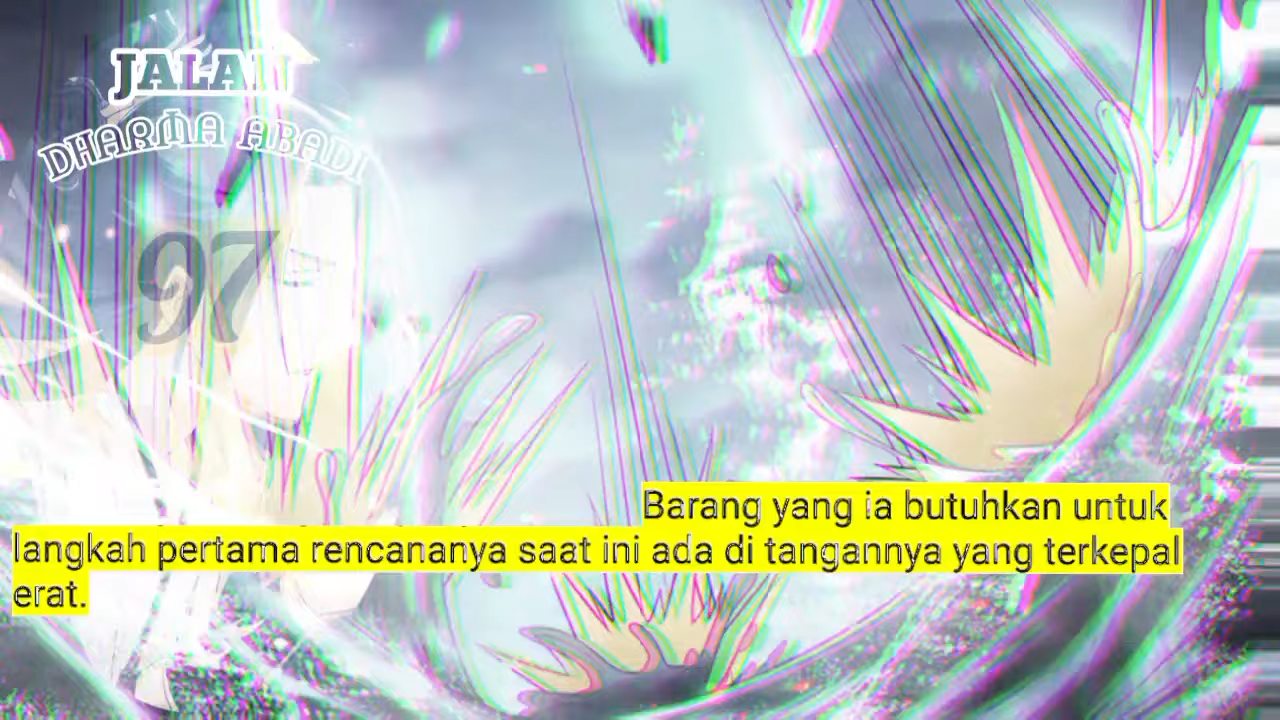 JALAN
DHARMA ABADI
97
Barang yang ia butuhkan untuk
langkah pertama rencananya saat ini ada di tangannya yang terkepal
erat.